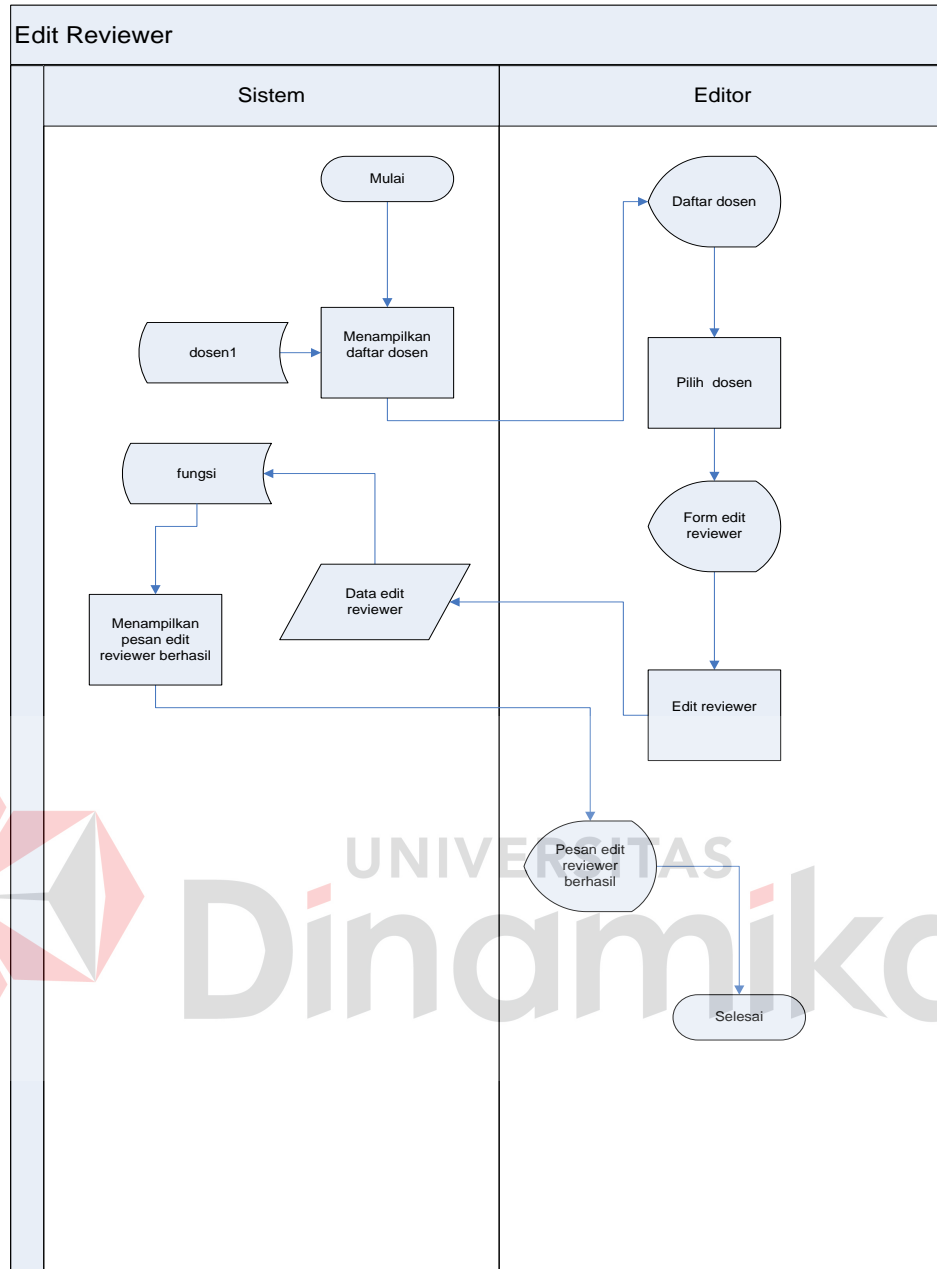 Edit Reviewer
Sistem
Editor
Mulai
Daftar dosen
Menampilkan
daftar dosen
dosen1
Pilih dosen
fungsi
Form edit
reviewer
Data edit
reviewer
Menampilkan
pesan edit
reviewer berhasil
Edit reviewer
UNIVERSITAS
Dinamika
Pesan edit
reviewer
berhasil
Selesai